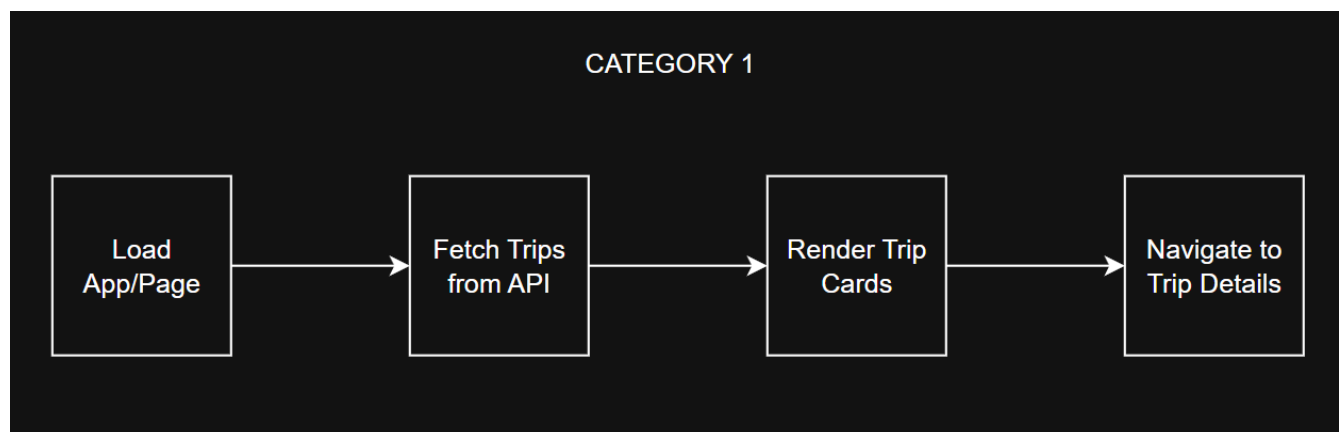 CATEGORY 1
Load
App/Page
Fetch Trips
from API
Render Trip
Cards
Navigate to
Trip Details